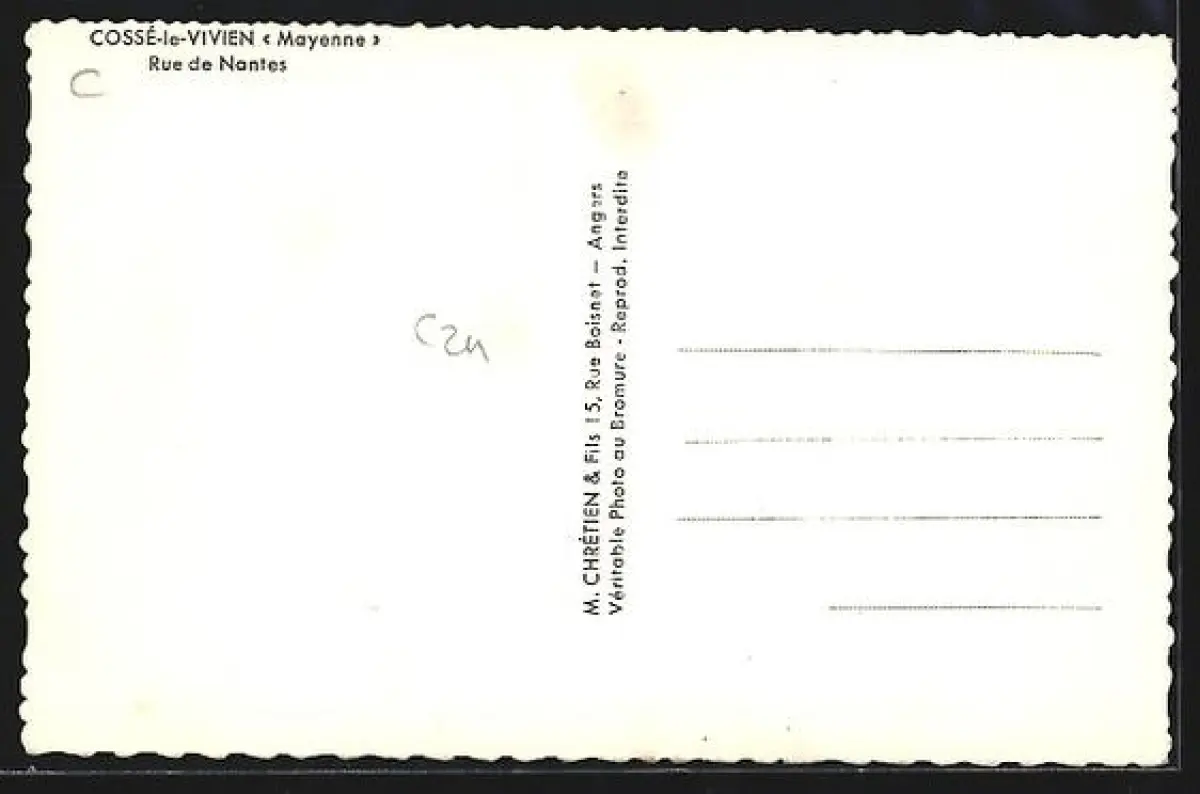 COSSÉ-le-VIVIEN « Mayenne »
Rue de Nantes
C
M. CHRÉTIEN & Fils 15, Rue Boisnet — Angers
Véritable Photo au Bromure - Reprod. Interdite